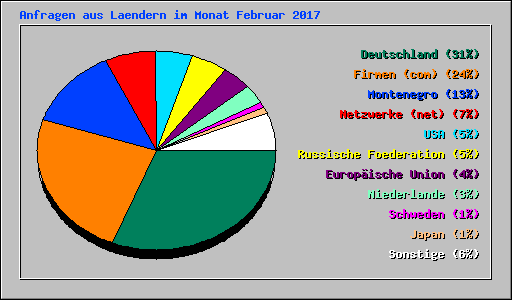 Anfragen aus Laendern im Monat Februar 2017
Deutschland (31%)
Firmen (com) (24%)
Montenegro (13%)
Netzwerke (net) (7%)
USA (5%)
Russische Foederation (5%)
Europäische Union (4%)
Niederlande (3%)
Schweden (1%)
Japan (1%)
Sonstige (6%)